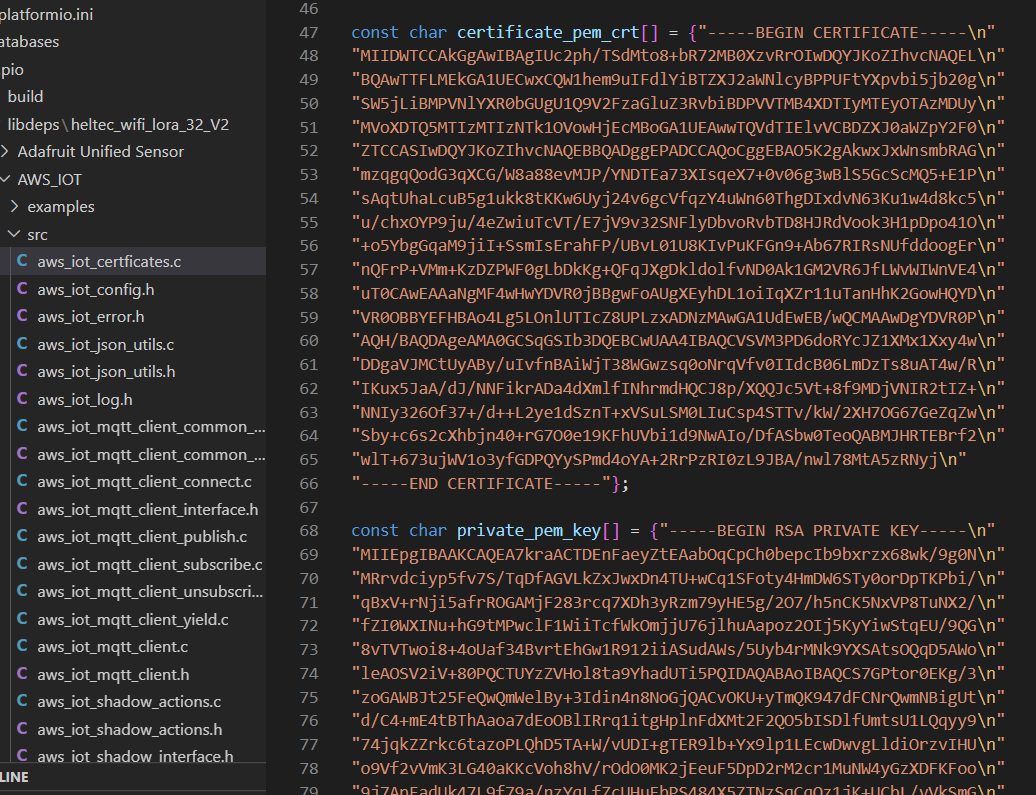 platformio.ini
atabases
.pio
build
libdeps\heltec_wifi_lora_32_V2
Adafruit Unified Sensor
AWS_IOT
examples
src
aws_iot_certficates.c
aws_iot_config.h
aws_iot_error.h
aws_iot_json_utils.c
aws_iot_json_utils.h
aws_iot_log.h
aws_iot_mqtt_client_common_...
aws_iot_mqtt_client_common_...
aws_iot_mqtt_client_connect.c
aws_iot_mqtt_client_interface.h
aws_iot_mqtt_client_publish.c
aws_iot_mqtt_client_subscribe.c
aws_iot_mqtt_client_unsubscri...
aws_iot_mqtt_client_yield.c
aws_iot_mqtt_client.c
aws_iot_mqtt_client.h
aws_iot_shadow_actions.c
aws_iot_shadow_actions.h
aws_iot_shadow_interface.h
LINE
46
47 const char certificate_pem_crt[] = {"-----BEGIN CERTIFICATE-----\n"
48 "MIIDWTCCAkGgAwIBAgIUc2ph/TSdMto8+bR72MB0XzvRrOIwDQYJKoZIhvcNAQEL\n"
49 "BQAwTTFLMEkGA1UECwxCQW1hem9uIFdlYiBTZXJ2aWNlcyBPPUFtYXpvbi5jb20g\n"
50 "SW5jLiBMPVNlYXR0bGUgU1Q9V2FzaGluZ3RvbiBDPVVTMB4XDTIyMTEyOTAzMDUy\n"
51 "MVoXDTQ5MTIzMTIzNTk1OVowHjEcMBoGA1UEAwwTQVdTIElvVCBDZXJ0aWZpY2F0\n"
52 "ZTCCASIwDQYJKoZIhvcNAQEBBQADggEPADCCAQoCggEBAO5K2gAkwxJxWnsmbRAG\n"
53 "mzqgqQodG3qXCG/W8a88evMJP/YNDTEa73XIsqeX7+0v06g3wBlS5GcScMQ5+E1P\n"
54 "sAqtUhaLcuB5g1ukk8tKKw6Uyj24v6gcVfqzY4uWn60ThgDIxdvN63Ku1w4d8kc5\n"
55 "u/chxOYP9ju/4eZwiuTcVT/E7jV9v32SNFlyDbvoRvbTD8HJRdVook3H1pDpo41O\n"
56 "+o5YbgGqaM9jiI+SsmIsErahFP/UBvL01U8KIvPuKFGn9+Ab67RIRsNUfddoogEr\n"
57 "nQFrP+VMm+KzDZPWF0gLbDkKg+QFqJXgDkldolfvND0Ak1GM2VR6JfLWvWIWnVE4\n"
58 "uT0CAwEAAaNgMF4wHwYDVR0jBBgwFoAUgXEyhDL1oiIqXZr11uTanHhK2GowHQYD\n"
59 "VR0OBBYEFHBAo4Lg5LOnlUTIcZ8UPLzxADNzMAwGA1UdEwEB/wQCMAAwDgYDVR0P\n"
60 "AQH/BAQDAgeAMA0GCSqGSIb3DQEBCwUAA4IBAQCVSVM3PD6doRYcJZ1XMx1Xxy4w\n"
61 "DDgaVJMCtUyABy/uIvfnBAiWjT38WGwzsq0oNrqVfv0IIdcB06LmDzTs8uAT4w/R\n"
62 "IKux5JaA/dJ/NNFikrADa4dXmlfINhrmdHQCJ8p/XQQJc5Vt+8f9MDjVNIR2tIZ+\n"
63 "NNIy326Of37+/d++L2ye1dSznT+xVSuLSM0LIuCsp4STTv/kW/2XH7OG67GeZqZw\n"
64 "Sby+c6s2cXhbjn40+rG7O0e19KFhUVbi1d9NwAIo/DfASbw0TeoQABMJHRTEBrf2\n"
65 "wlT+673ujWV1o3yfGDPQYySPmd4oYA+2RrPzRI0zL9JBA/nwl78MtA5zRNyj\n"
66 "-----END CERTIFICATE-----"};
67
68 const char private_pem_key[] = {"-----BEGIN RSA PRIVATE KEY-----\n"
69 "MIIEpgIBAAKCAQEA7kraACTDEnFaeyZtEAabOqCpCh0bepcIb9bxrzx68wk/9g0N\n"
70 "MRrvdciyp5fv7S/TqDfAGVLkZxJwxDn4TU+wCq1SFoty4HmDW6STy0orDpTKPbi/\n"
71 "qBxV+rNji5afrROGAMjF283rcq7XDh3yRzm79yHE5g/2O7/h5nCK5NxVP8TuNX2/\n"
72 "fZI0WXINu+hG9tMPwclF1WiiTcfWkOmjjU76jlhuAapoz2OIj5KyYiwStqEU/9QG\n"
73 "8vTVTwoi8+4oUaf34BvrtEhGw1R912iiASudAWs/5Uyb4rMNk9YXSAtsOQqD5AWo\n"
74 "leAOSV2iV+80PQCTUYzZVHol8ta9YhadUTi5PQIDAQABAoIBAQCS7GPtor0EKg/3\n"
75 "zoGAWBJt25FeQwQmWelBy+3Idin4n8NoGjQACvOKU+yTmQK947dFCNrQwmNBigUt\n"
76 "d/C4+mE4tBThAaoa7dEoOBlIRrq1itgHplnFdXMt2F2QO5bISDlfUmtsU1LQqyy9\n"
77 "74jqkZZrkc6tazoPLQhD5TA+W/vUDI+gTER9lb+Yx9lp1LEcwDwvgLldiOrzvIHU\n"
78 "o9Vf2vVmK3LG40aKKcVoh8hV/rOdO0MK2jEeuF5DpD2rM2cr1MuNW4yGzXDFKFoo\n"
79